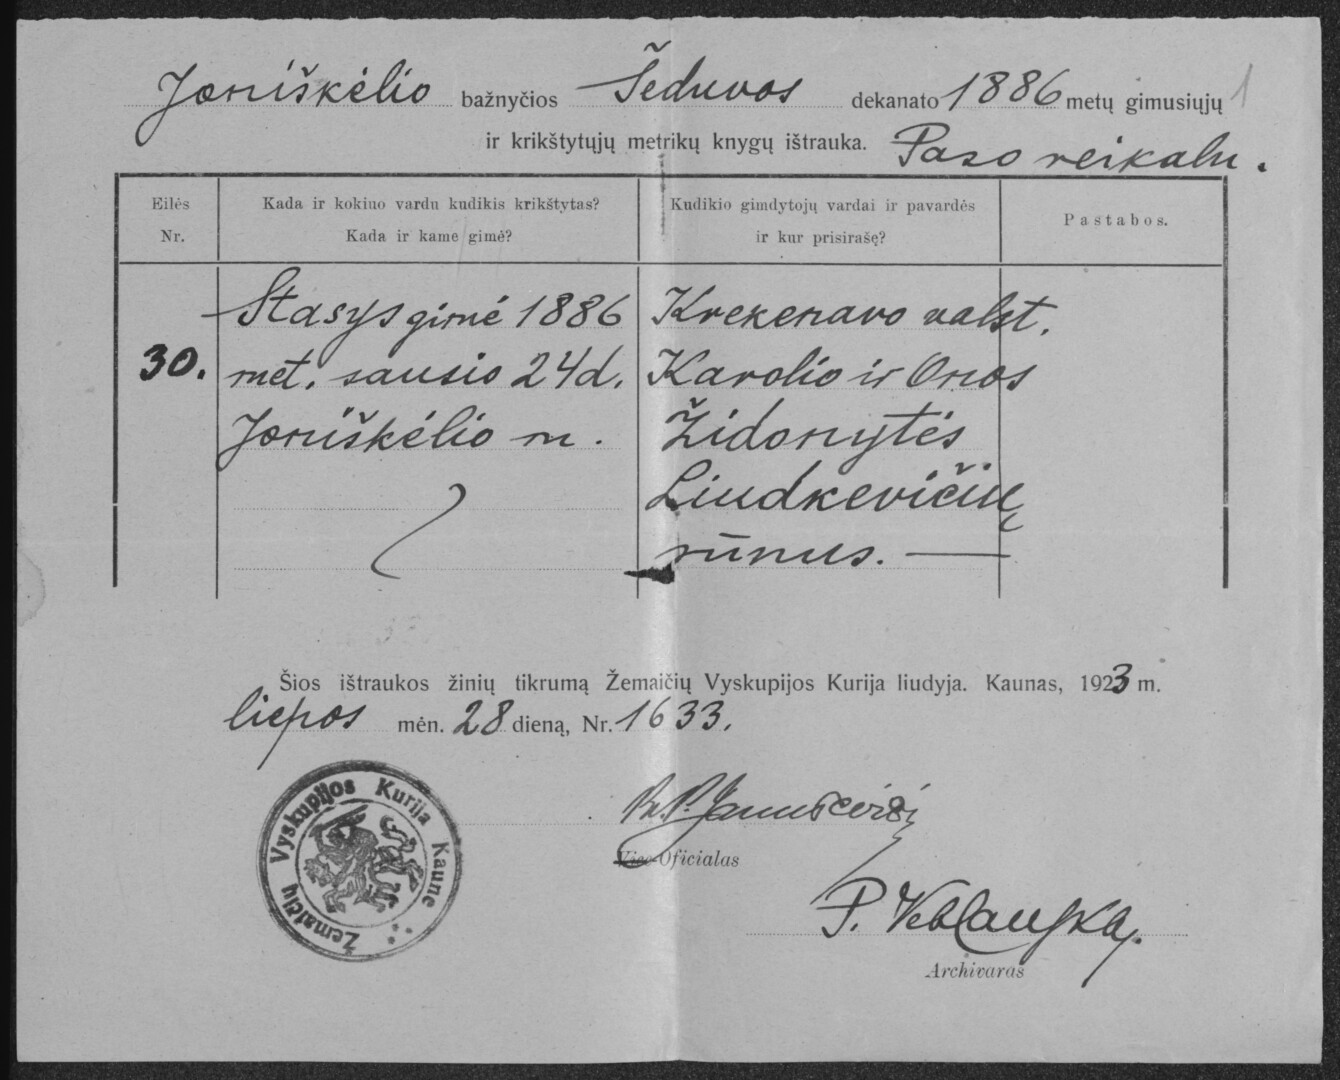 Joniškėlio bažnyčios Šeduvos dekanato 1886 metų gimusiųjų 1
ir krikštytųjų metrikų knygų ištrauka. Paso reikalu.
Eilės Nr.
Kada ir kokiuo vardu kudikis krikštytas?
Kada ir kame gimė?
Kudikio gimdytojų vardai ir pavardės
ir kur prisirašę?
Pastabos.
30.
Stasys gimė 1886
met. sausio 24 d.
Joniškėlio m.
Krekenavo valst.
Karolio ir Onos
Židonytės
Liudkevičių
sūnus.
Šios ištraukos žinių tikrumą Žemaičių Vyskupijos Kurija liudyja. Kaunas, 1923 m.
liepos mėn. 28 dieną, Nr. 1633.
Žemaičių Vyskupijos Kurija Kaune
Vice-Oficialas
Archivaras